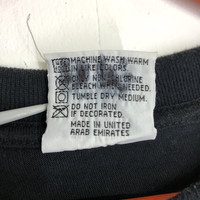 MACHINE WASH WARM
IN LIKE COLORS.
ONLY NON-CHLORINE
BLEACH WHEN NEEDED.
TUMBLE DRY MEDIUM.
DO NOT IRON
IF DECORATED.
MADE IN UNITED
ARAB EMIRATES